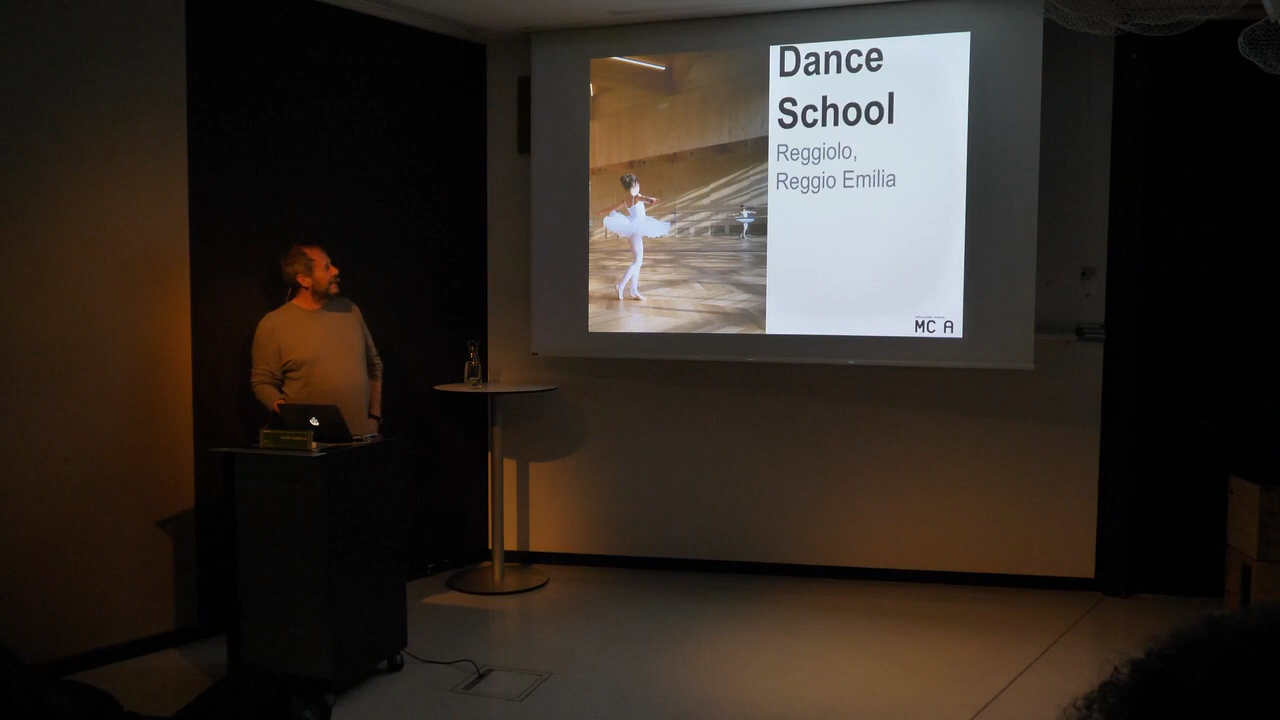 Dance
School
Reggiolo,
Reggio Emilia
MC A